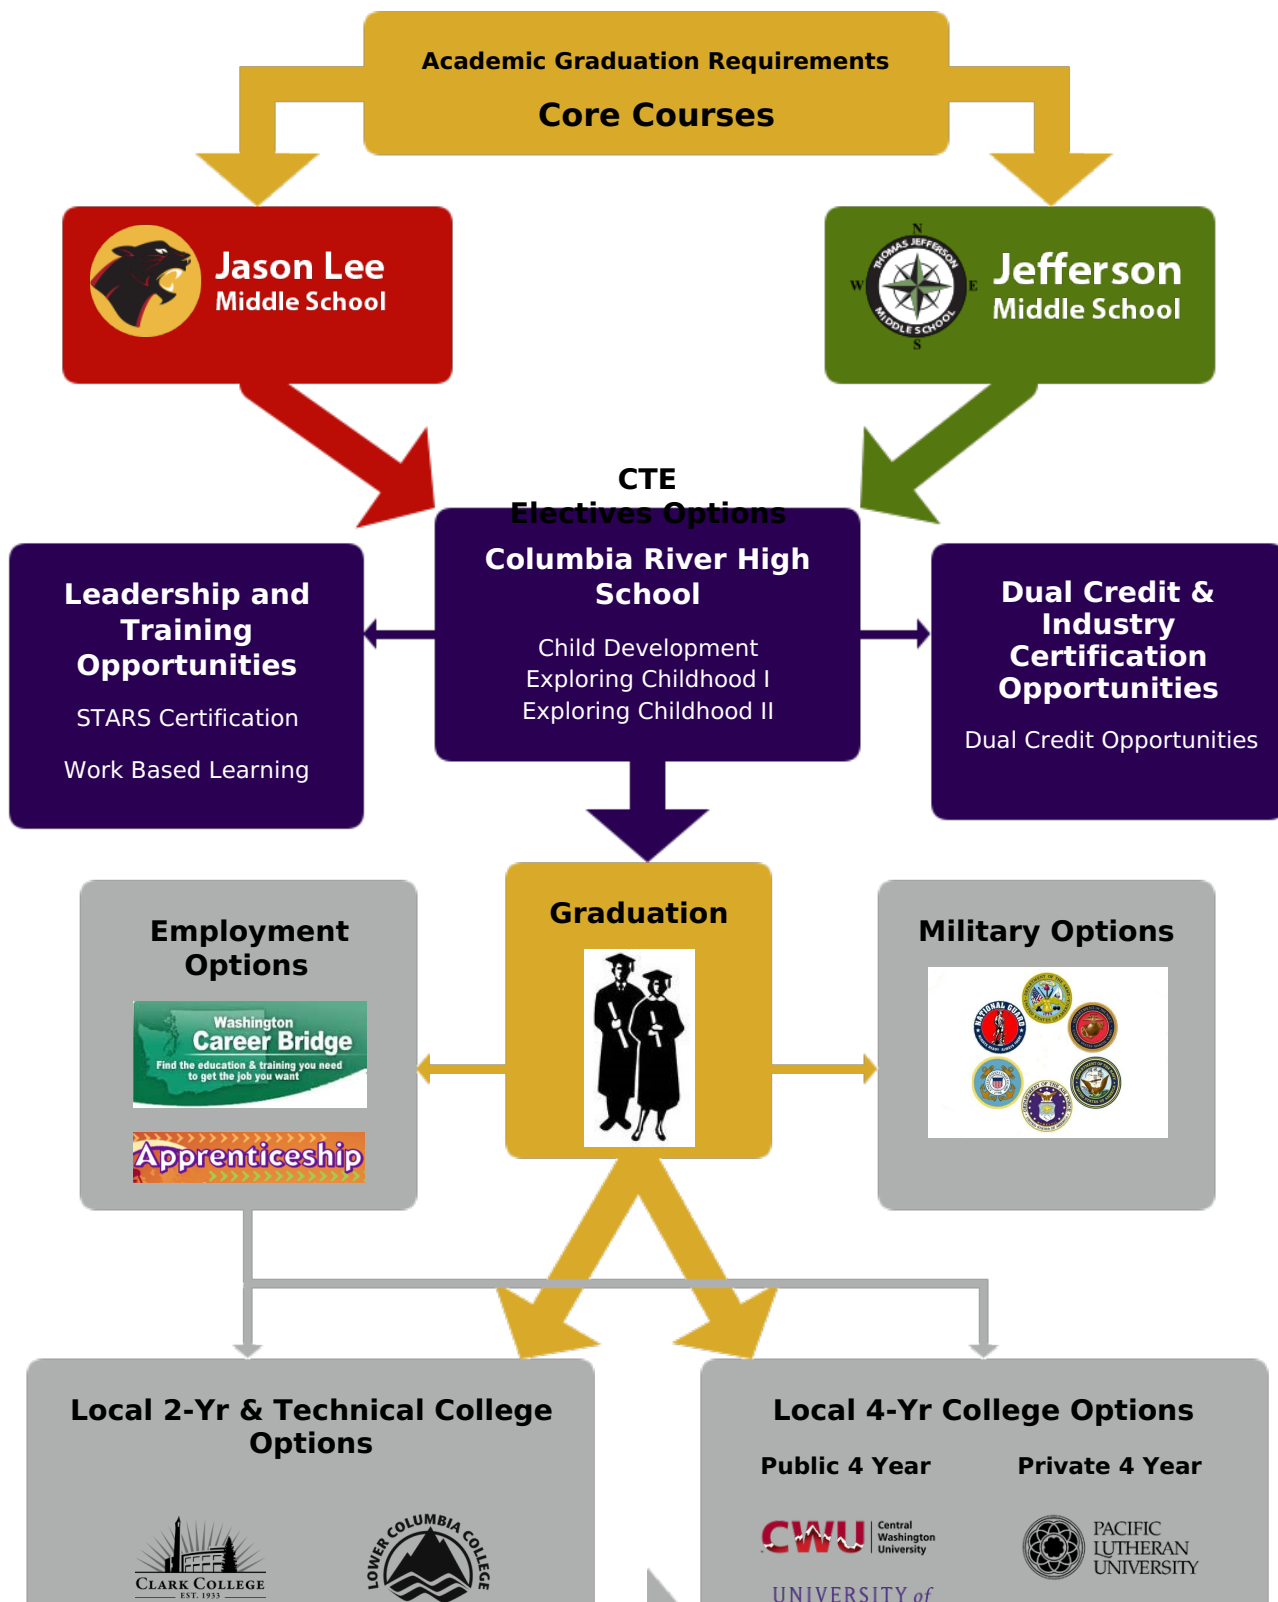 Academic Graduation Requirements
Core Courses
Jason Lee
Middle School
N
W
E
S
THOMAS JEFFERSON
MIDDLE SCHOOL
Jefferson
Middle School
CTE
Electives Options
Columbia River High
School
Child Development
Exploring Childhood I
Exploring Childhood II
Leadership and
Training
Opportunities
STARS Certification
Work Based Learning
Dual Credit &
Industry
Certification
Opportunities
Dual Credit Opportunities
Employment
Options
Washington
Career Bridge
Find the education & training you need
to get the job you want
Apprenticeship
Graduation
Military Options
NATIONAL GUARD
Local 2-Yr & Technical College
Options
CLARK COLLEGE
EST. 1933
LOWER COLUMBIA COLLEGE
Local 4-Yr College Options
Public 4 Year
Private 4 Year
CWU
Central
Washington
University
PACIFIC
LUTHERAN
UNIVERSITY
UNIVERSITY of